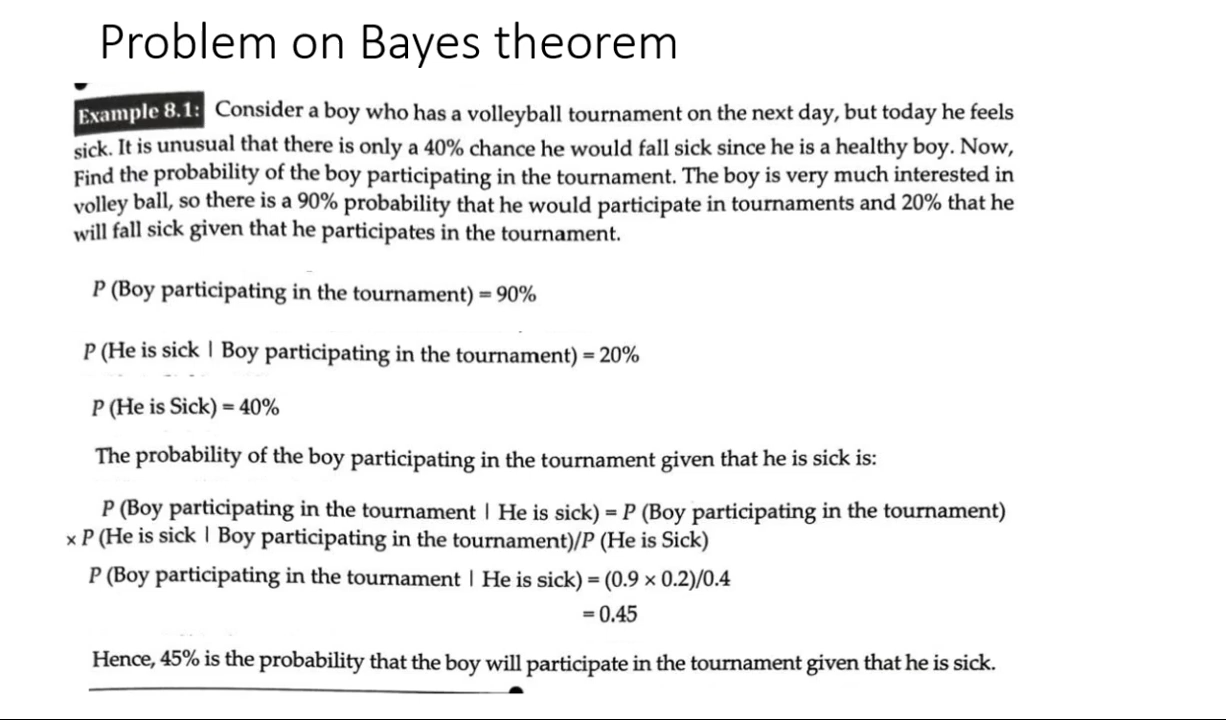 Problem on Bayes theorem
Example 8.1: Consider a boy who has a volleyball tournament on the next day, but today he feels
sick. It is unusual that there is only a 40% chance he would fall sick since he is a healthy boy. Now,
Find the probability of the boy participating in the tournament. The boy is very much interested in
volley ball, so there is a 90% probability that he would participate in tournaments and 20% that he
will fall sick given that he participates in the tournament.
P (Boy participating in the tournament) = 90%
P (He is sick | Boy participating in the tournament) = 20%
P (He is Sick) = 40%
The probability of the boy participating in the tournament given that he is sick is:
P (Boy participating in the tournament | He is sick) = P (Boy participating in the tournament)
× P (He is sick | Boy participating in the tournament)/P (He is Sick)
P (Boy participating in the tournament | He is sick) = (0.9 × 0.2)/0.4
= 0.45
Hence, 45% is the probability that the boy will participate in the tournament given that he is sick.